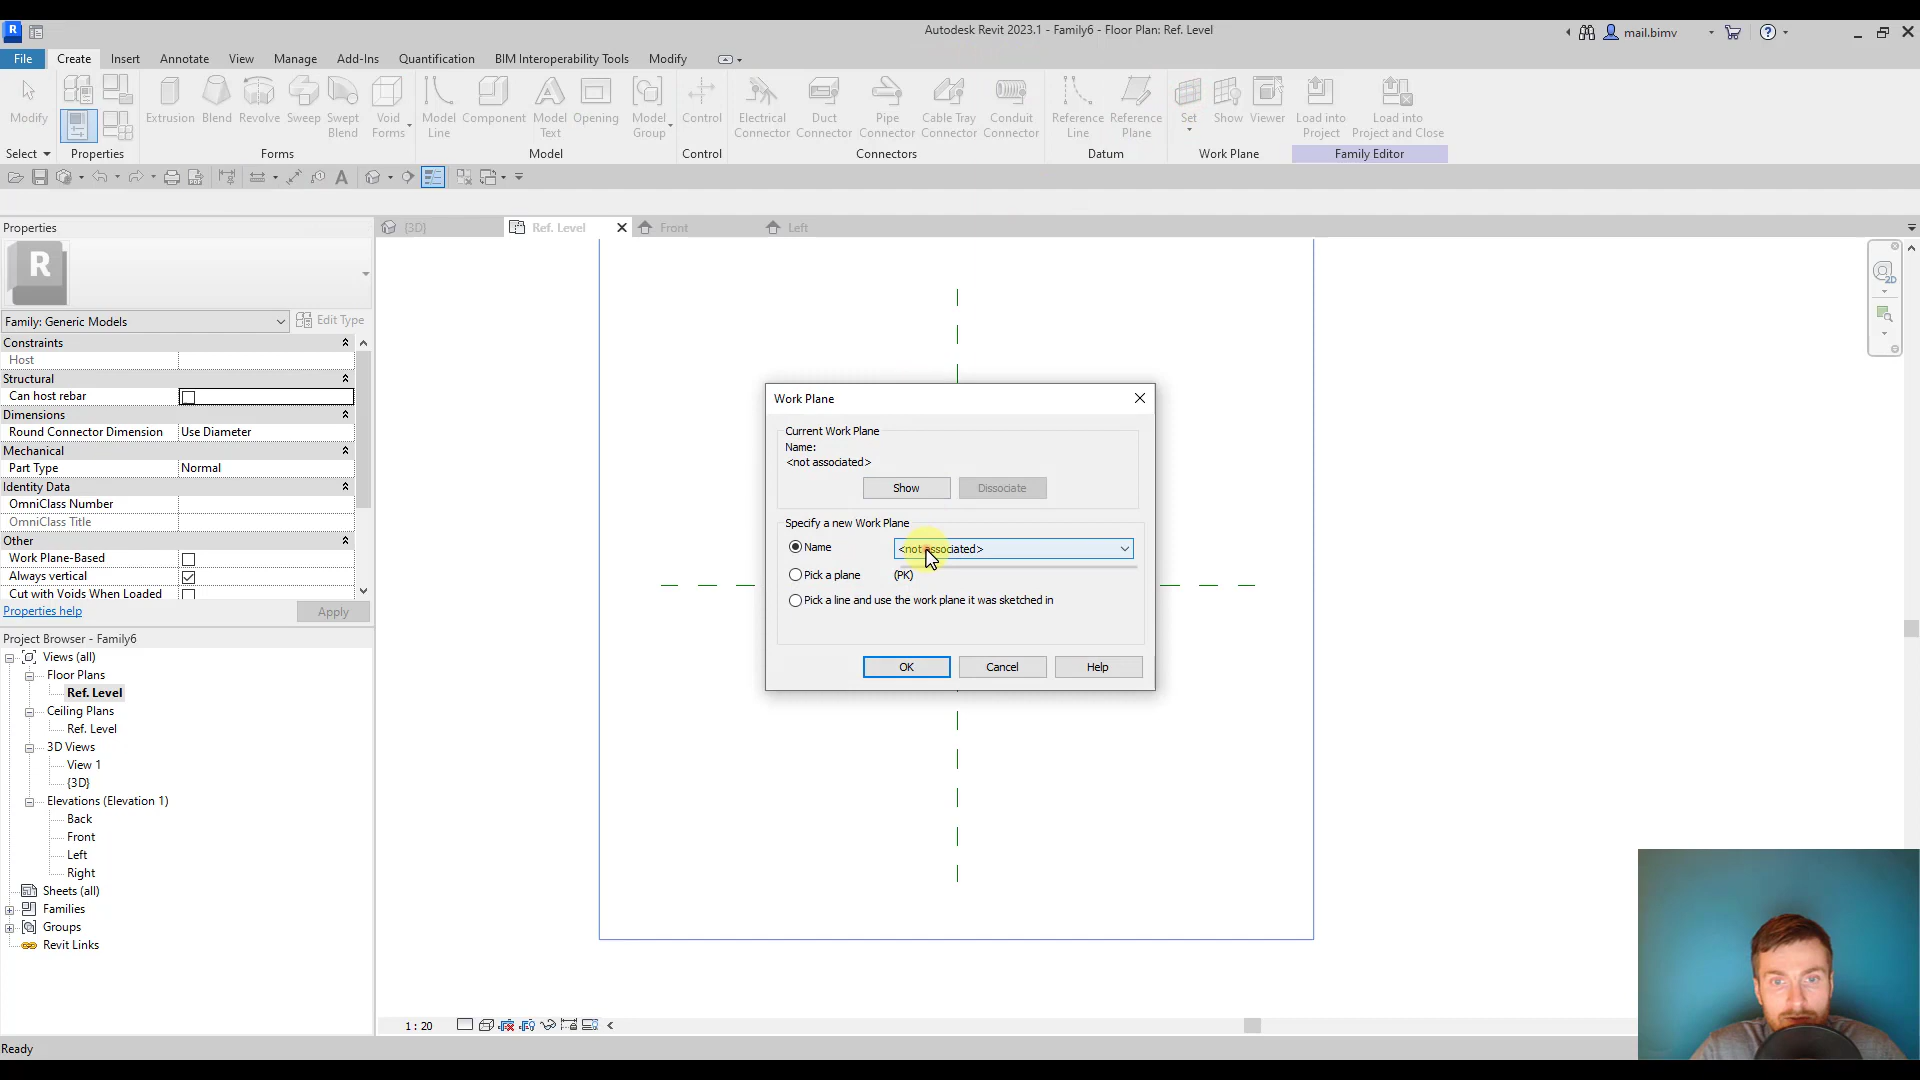 R
Autodesk Revit 2023.1 - Family6 - Floor Plan: Ref. Level
mail.bimv
File
Create
Insert
Annotate
View
Manage
Add-Ins
Quantification
BIM Interoperability Tools
Modify
Modify
Extrusion
Blend
Revolve
Sweep
Swept
Blend
Void
Forms
Model
Line
Component
Model
Text
Opening
Model
Group
Control
Electrical
Connector
Duct
Connector
Pipe
Connector
Cable Tray
Connector
Conduit
Connector
Reference
Line
Reference
Plane
Set
Show
Viewer
Load into
Project
Load into
Project and Close
Select
Properties
Forms
Model
Control
Connectors
Datum
Work Plane
Family Editor
Properties
{3D}
Ref. Level
Front
Left
R
Family: Generic Models
Edit Type
Constraints
Host
Structural
Can host rebar
Dimensions
Round Connector Dimension
Use Diameter
Mechanical
Part Type
Normal
Identity Data
OmniClass Number
OmniClass Title
Other
Work Plane-Based
Always vertical
Cut with Voids When Loaded
Properties help
Apply
Project Browser - Family6
Views (all)
Floor Plans
Ref. Level
Ceiling Plans
Ref. Level
3D Views
View 1
{3D}
Elevations (Elevation 1)
Back
Front
Left
Right
Sheets (all)
Families
Groups
Revit Links
Work Plane
Current Work Plane
Name:
<not associated>
Show
Dissociate
Specify a new Work Plane
Name
<not associated>
Pick a plane
(PK)
Pick a line and use the work plane it was sketched in
OK
Cancel
Help
2D
1 : 20
Ready